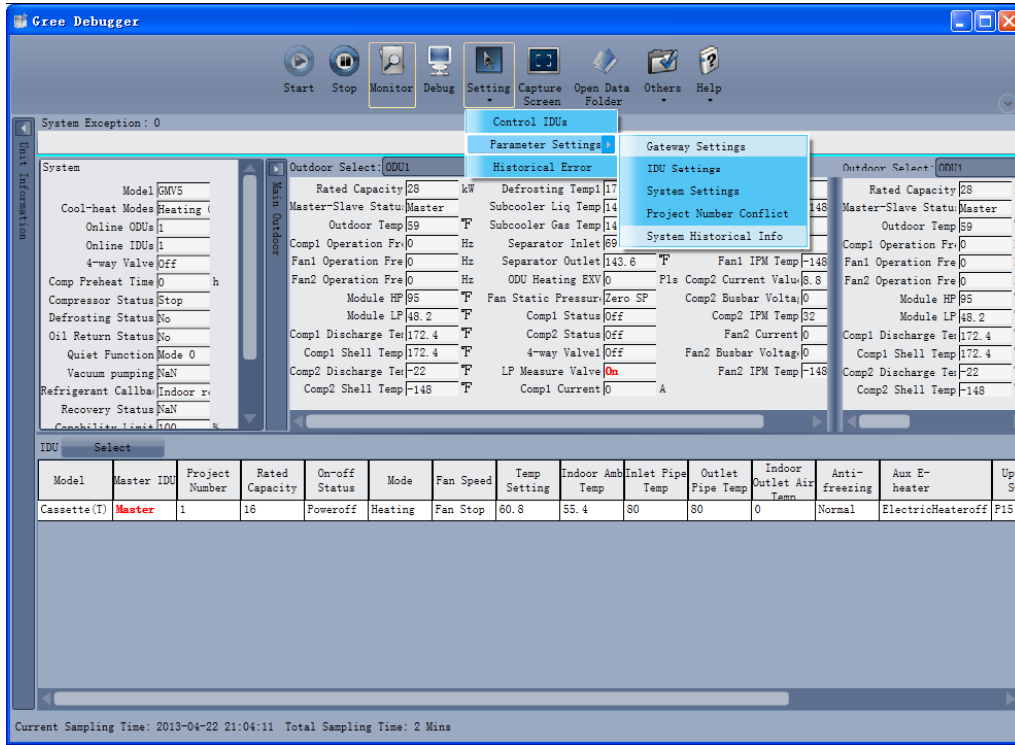 Gree Debugger
Start Stop Monitor Debug Setting Capture Screen Open Data Folder Others Help
Control IDUs
Parameter Settings
Historical Error
Gateway Settings
IDU Settings
System Settings
Project Number Conflict
System Historical Info
System Exception: 0
Unit Information
System
Model GMV5
Cool-heat Modes Heating (
Online ODUs 1
Online IDUs 1
4-way Valve Off
Comp Preheat Time 0 h
Compressor Status Stop
Defrosting Status No
Oil Return Status No
Quiet Function Mode 0
Vacuum pumping NaN
Refrigerant Callba Indoor r
Recovery Status NaN
Capability Limit 100 %
Main Outdoor
Outdoor Select: ODU1
Rated Capacity 28 kW
Master-Slave Statu: Master
Outdoor Temp 59 ℉
Comp1 Operation Fr 0 Hz
Fan1 Operation Fre 0 Hz
Fan2 Operation Fre 0 Hz
Module HP 95 ℉
Module LP 48.2 ℉
Comp1 Discharge Te 172.4 ℉
Comp1 Shell Temp 172.4 ℉
Comp2 Discharge Te -22 ℉
Comp2 Shell Temp -148 ℉
Defrosting Temp1 17
Subcooler Liq Temp 14
Subcooler Gas Temp 14
Separator Inlet 69
Separator Outlet 143.6 ℉
ODU Heating EXV 0 Pls
Fan Static Pressur Zero SP
Comp1 Status Off
Comp2 Status Off
4-way Valve1 Off
LP Measure Valve On
Comp1 Current 0 A
148
Fan1 IPM Temp -148
Comp2 Current Valu 6.8
Comp2 Busbar Volta 0
Comp2 IPM Temp 32
Fan2 Current 0
Fan2 Busbar Voltag 0
Fan2 IPM Temp -148
Outdoor Select: ODU1
Rated Capacity 28
Master-Slave Statu: Master
Outdoor Temp 59
Comp1 Operation Fr 0
Fan1 Operation Fre 0
Fan2 Operation Fre 0
Module HP 95
Module LP 48.2
Comp1 Discharge Te 172.4
Comp1 Shell Temp 172.4
Comp2 Discharge Te -22
Comp2 Shell Temp -148
IDU Select
Model Master IDU Project Number Rated Capacity On-off Status Mode Fan Speed Temp Setting Indoor Amb Temp Inlet Pipe Temp Outlet Pipe Temp Indoor Outlet Air Temp Anti-freezing Aux E-heater Up
Cassette(T) Master 1 16 Poweroff Heating Fan Stop 60.8 55.4 80 80 0 Normal ElectricHeateroff P15
Current Sampling Time: 2013-04-22 21:04:11 Total Sampling Time: 2 Mins